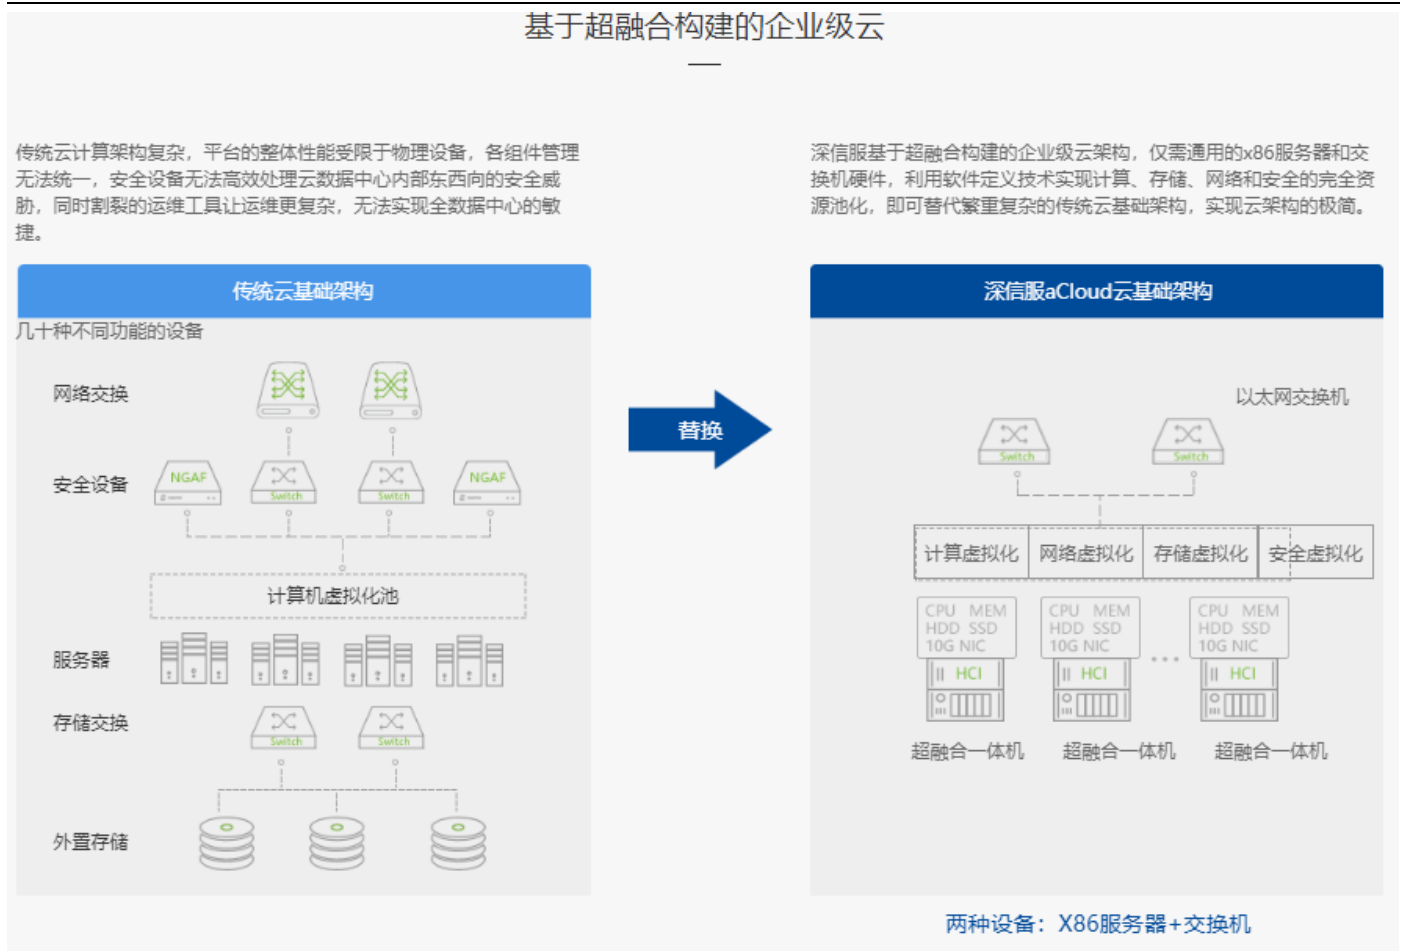 基于超融合构建的企业级云
传统云计算架构复杂，平台的整体性能受限于物理设备，各组件管理
无法统一，安全设备无法高效处理云数据中心内部东西向的安全威
胁，同时割裂的运维工具让运维更复杂，无法实现全数据中心的敏
捷。
传统云基础架构
几十种不同功能的设备
网络交换
安全设备
NGAF
Switch
Switch
NGAF
计算机虚拟化池
服务器
存储交换
Switch
Switch
外置存储
替换
深信服基于超融合构建的企业级云架构，仅需通用的x86服务器和交
换机硬件，利用软件定义技术实现计算、存储、网络和安全的完全资
源池化，即可替代繁重复杂的传统云基础架构，实现云架构的极简。
深信服aCloud云基础架构
以太网交换机
Switch
Switch
计算虚拟化
网络虚拟化
存储虚拟化
安全虚拟化
CPU MEM
HDD SSD
10G NIC
HCI
超融合一体机
CPU MEM
HDD SSD
10G NIC
HCI
超融合一体机
...
CPU MEM
HDD SSD
10G NIC
HCI
超融合一体机
两种设备：X86服务器+交换机